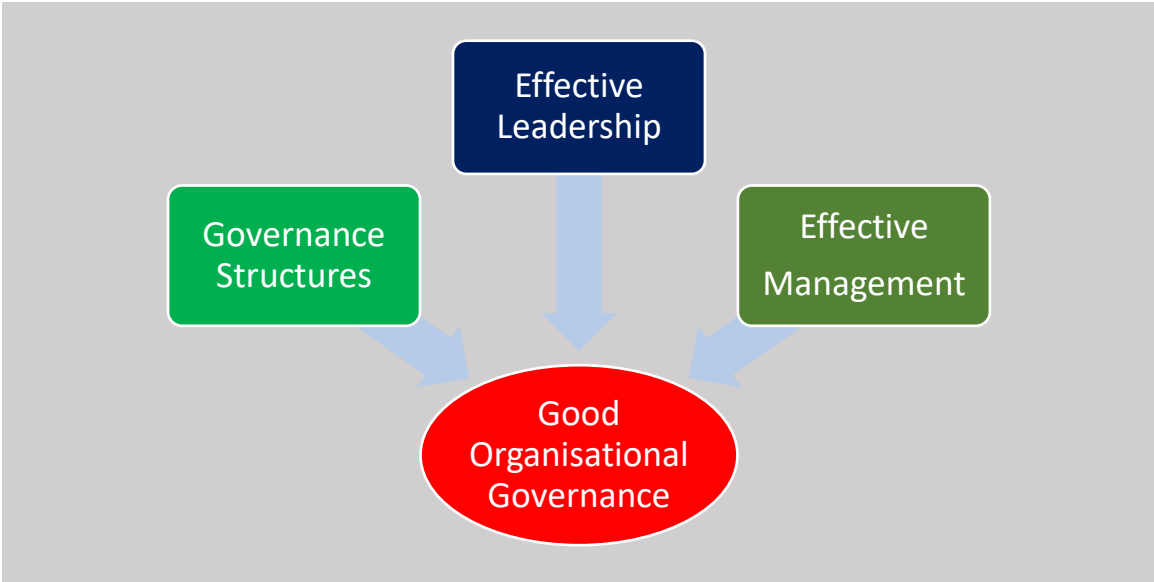 Effective
Leadership
Governance
Structures
Effective
Management
Good
Organisational
Governance